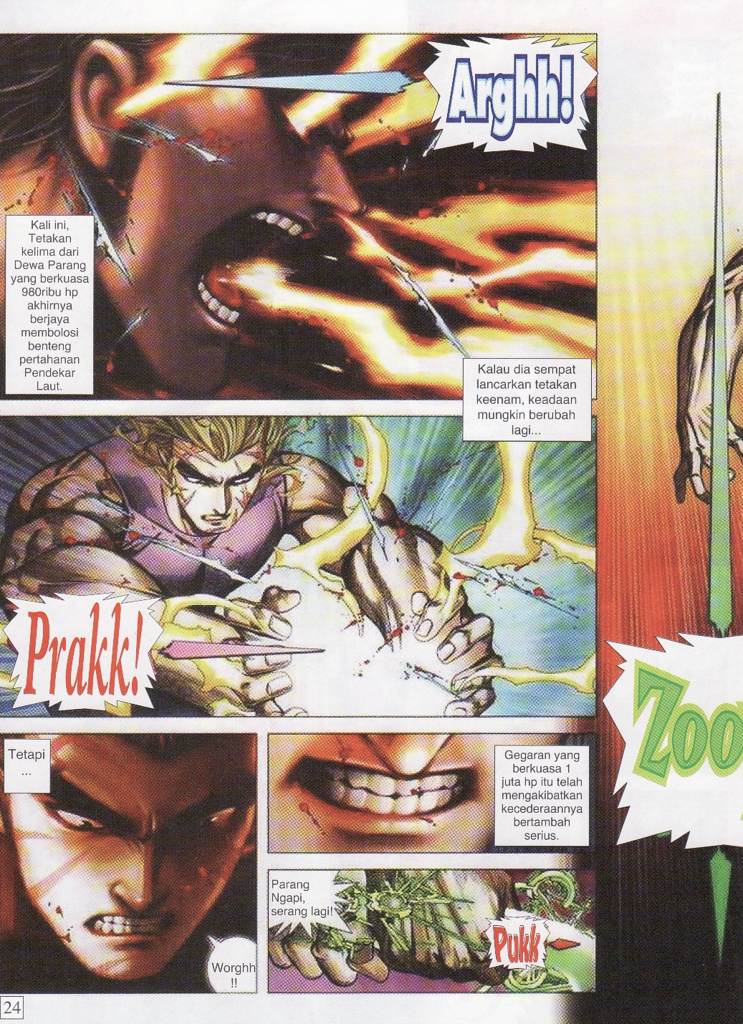 Arghh!
Kali ini,
Tetakan
kelima dari
Dewa Parang
yang berkuasa
980ribu hp
akhirnya
berjaya
membolosi
benteng
pertahanan
Pendekar
Laut.
Kalau dia sempat
lancarkan tetakan
keenam, keadaan
mungkin berubah
lagi...
Prakk!
Zoo
Tetapi
...
Worghh
!!
Gegaran yang
berkuasa 1
juta hp itu telah
mengakibatkan
kecederaannya
bertambah
serius.
Parang
Ngapi,
serang lagi!
Pukk
24